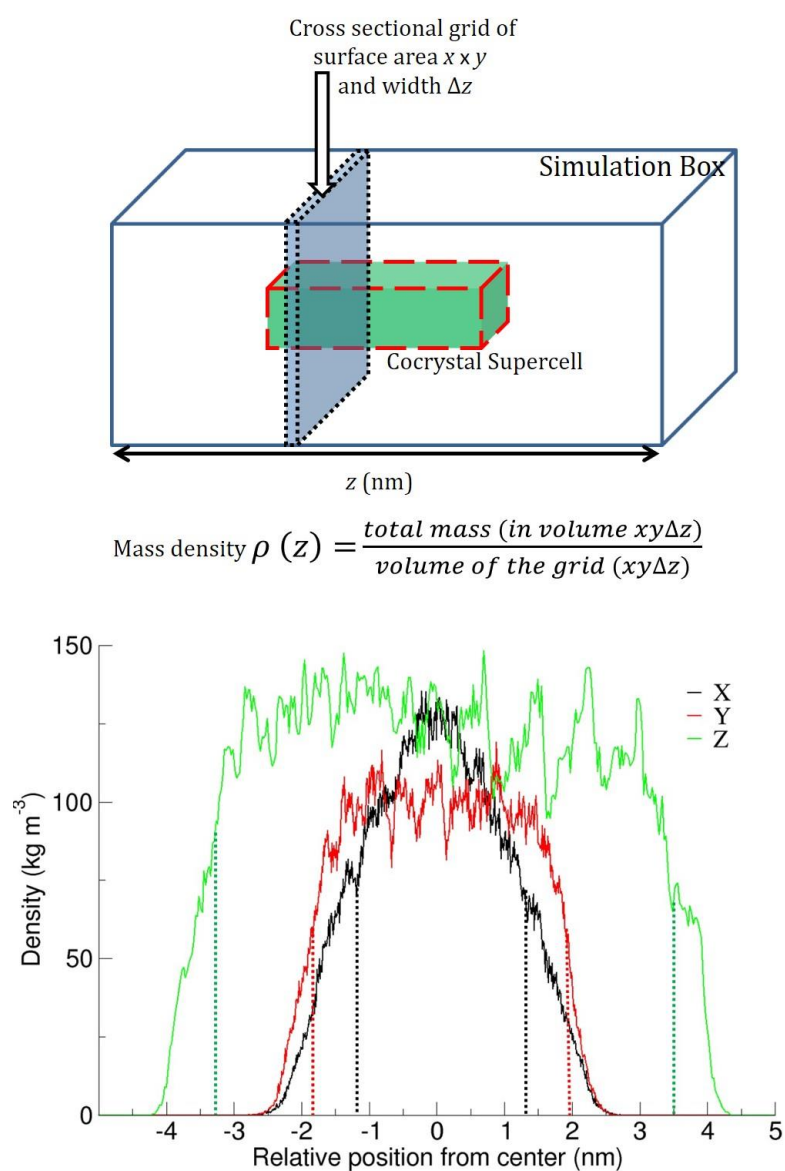 Cross sectional grid of
surface area x x y
and width Δz
Simulation Box
Cocrystal Supercell
z (nm)
Mass density ρ (z) = total mass (in volume xyΔz)
volume of the grid (xyΔz)
150
X
Y
Z
100
Density (kg m-3)
50
0
-4 -3 -2 -1 0 1 2 3 4 5
Relative position from center (nm)